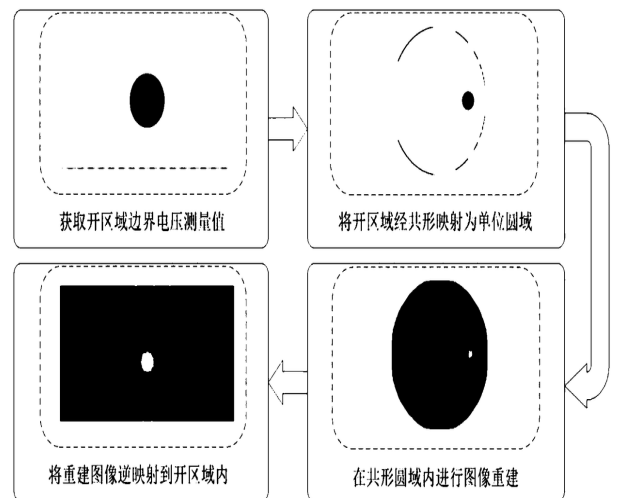 获取开区域边界电压测量值
将开区域经共形映射为单位圆域
将重建图像逆映射到开区域内
在共形圆域内进行图像重建